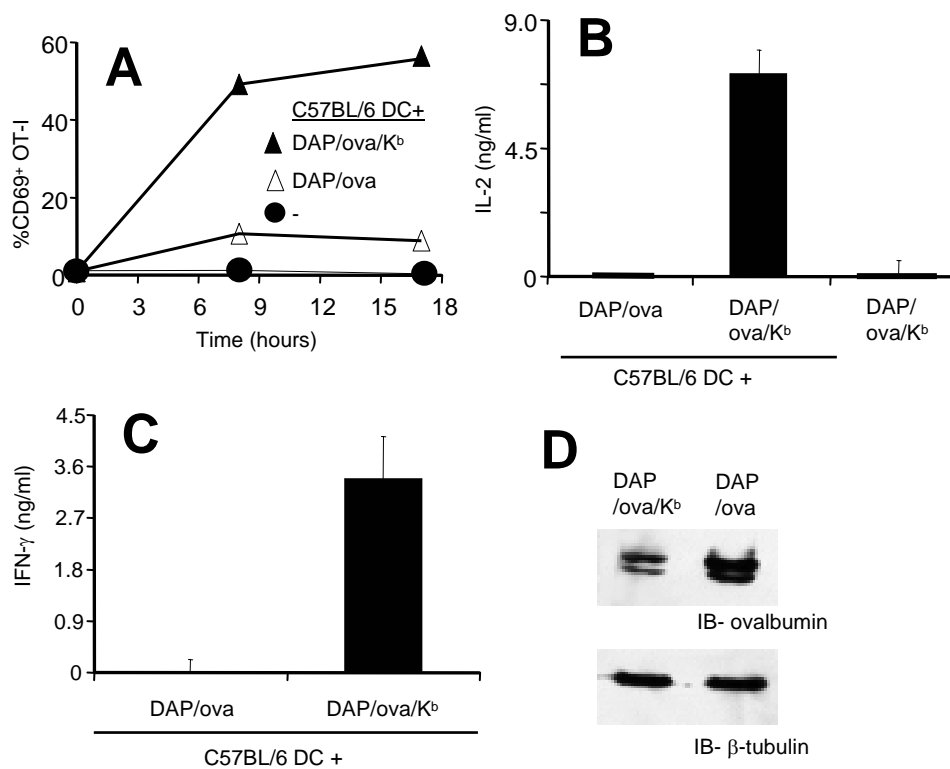 A
60
40
20
0
%CD69⁺ OT-I
C57BL/6 DC+
DAP/ova/Kᵇ
DAP/ova
-
0 3 6 9 12 15 18
Time (hours)
B
9.0
4.5
0
IL-2 (ng/ml)
DAP/ova
DAP/
ova/Kᵇ
DAP/
ova/Kᵇ
C57BL/6 DC +
C
4.5
3.6
2.7
1.8
0.9
0
IFN-γ (ng/ml)
DAP/ova
DAP/ova/Kᵇ
C57BL/6 DC +
D
DAP
/ova/Kᵇ
DAP
/ova
IB- ovalbumin
IB- β-tubulin